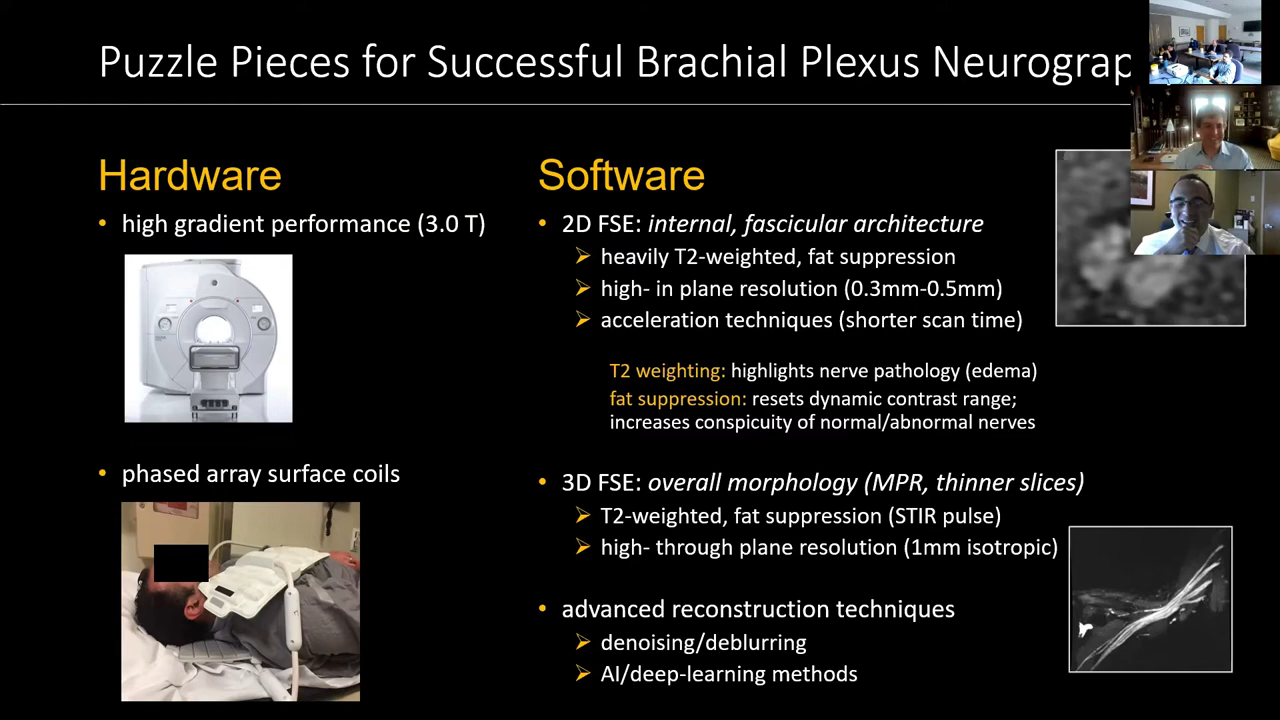 Puzzle Pieces for Successful Brachial Plexus Neurograp
Hardware
• high gradient performance (3.0 T)
• phased array surface coils
Software
• 2D FSE: internal, fascicular architecture
➢ heavily T2-weighted, fat suppression
➢ high- in plane resolution (0.3mm-0.5mm)
➢ acceleration techniques (shorter scan time)
T2 weighting: highlights nerve pathology (edema)
fat suppression: resets dynamic contrast range;
increases conspicuity of normal/abnormal nerves
• 3D FSE: overall morphology (MPR, thinner slices)
➢ T2-weighted, fat suppression (STIR pulse)
➢ high- through plane resolution (1mm isotropic)
• advanced reconstruction techniques
➢ denoising/deblurring
➢ AI/deep-learning methods